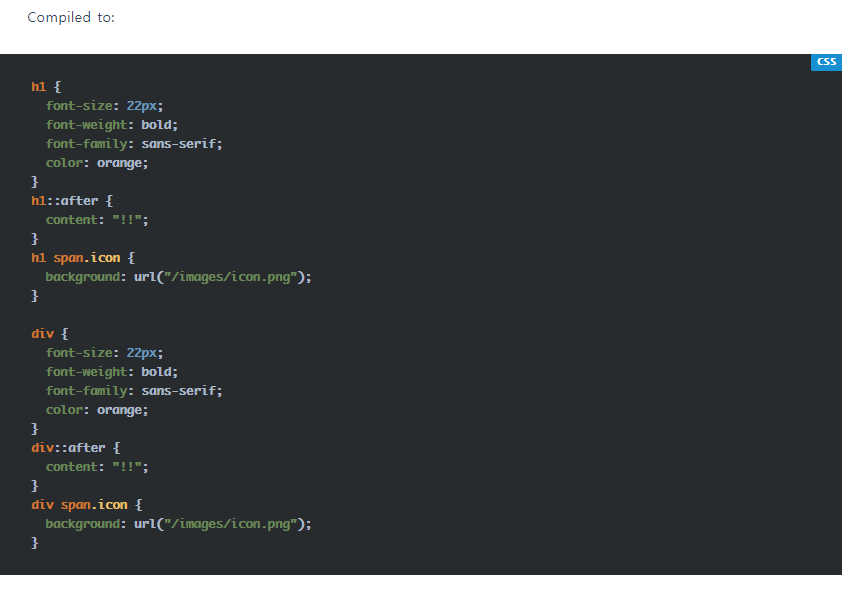 Compiled to:
CSS
h1 {
  font-size: 22px;
  font-weight: bold;
  font-family: sans-serif;
  color: orange;
}
h1::after {
  content: "!!";
}
h1 span.icon {
  background: url("/images/icon.png");
}

div {
  font-size: 22px;
  font-weight: bold;
  font-family: sans-serif;
  color: orange;
}
div::after {
  content: "!!";
}
div span.icon {
  background: url("/images/icon.png");
}